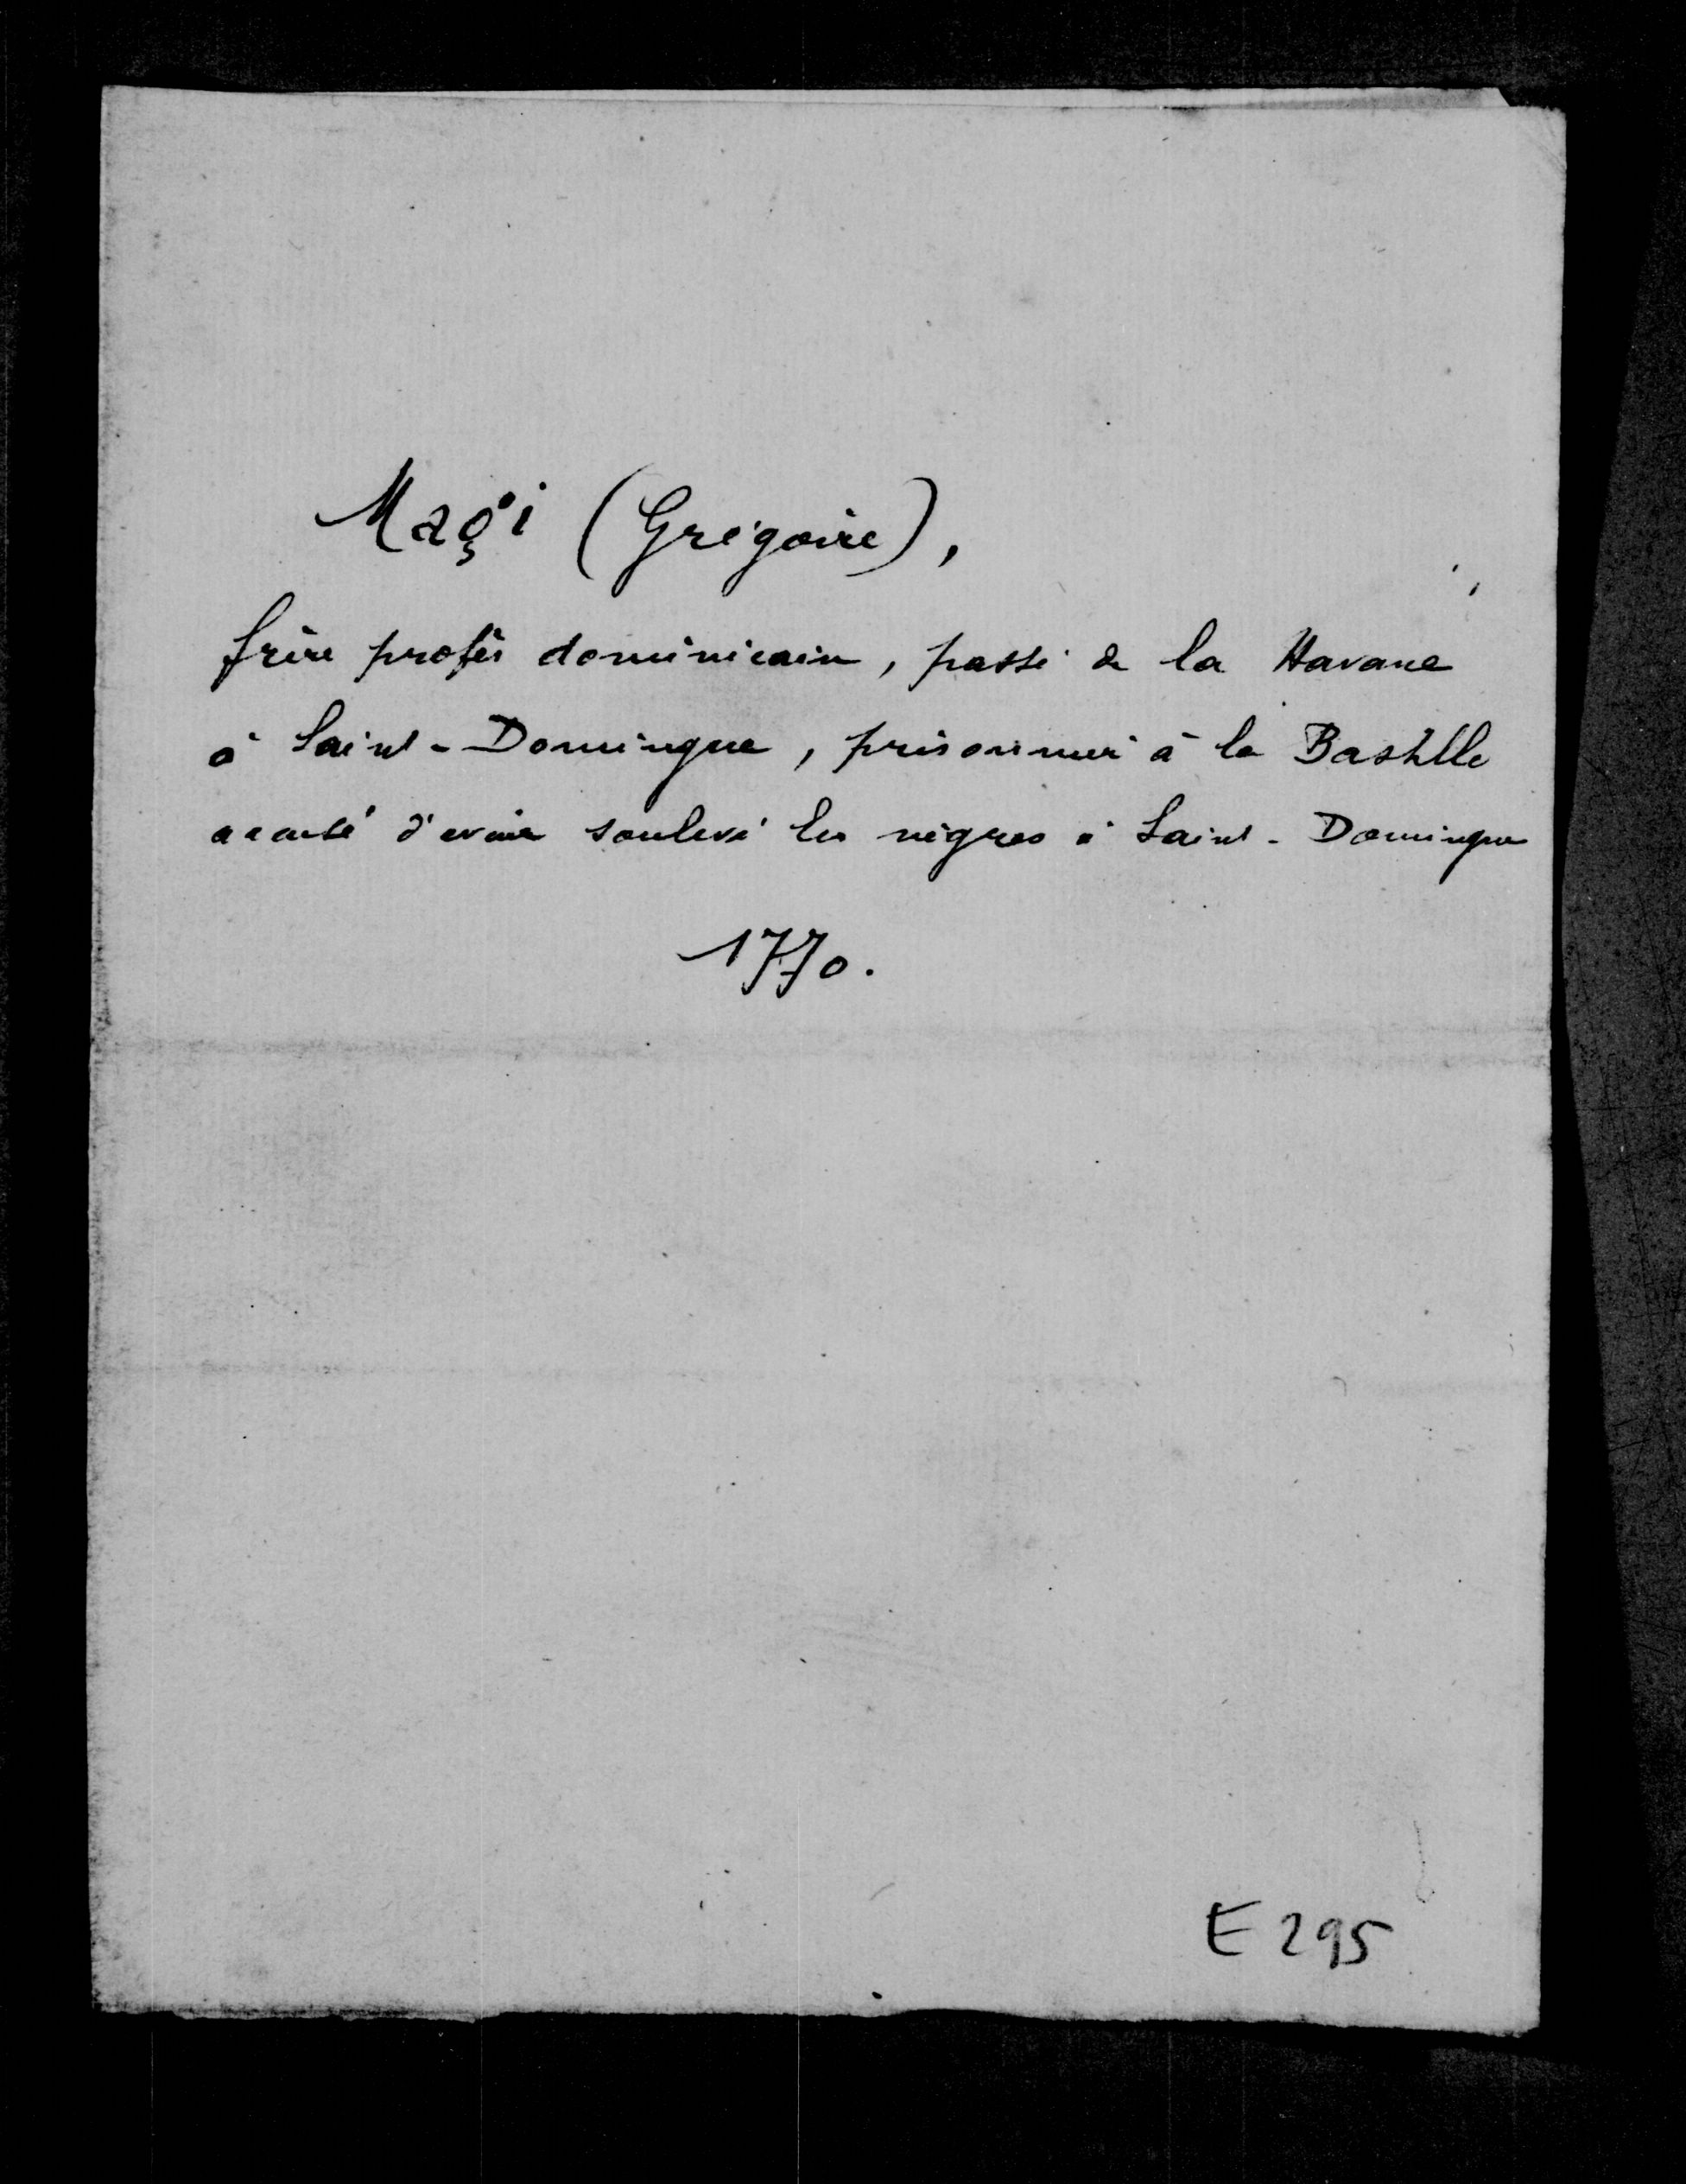 Magi (Grégoire),
frère profès dominicain, passé de la Havane
à Saint-Domingue, prisonnier à la Bastille
accusé d'avoir soulevé les nègres à Saint-Domingue
1770.
E 295